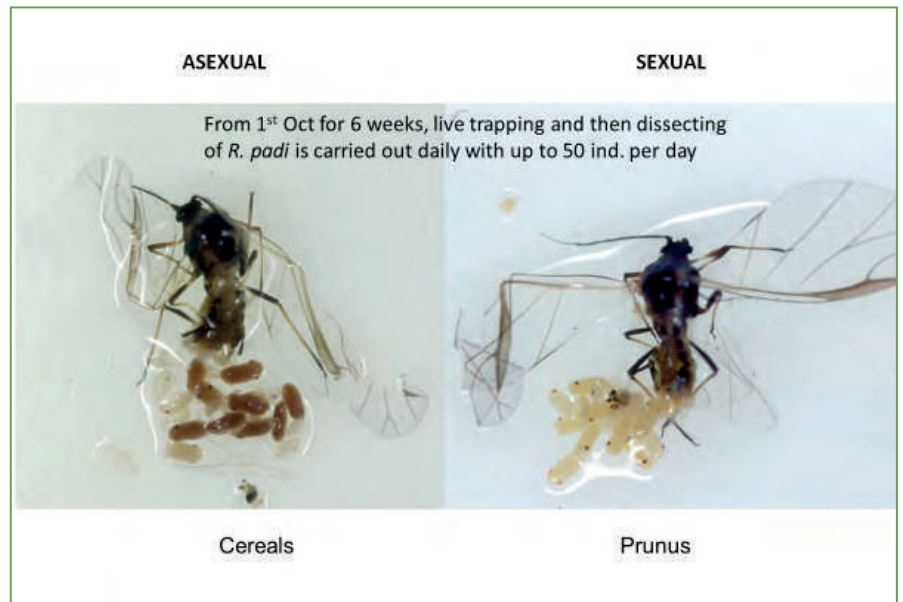 ASEXUAL
SEXUAL
From 1st Oct for 6 weeks, live trapping and then dissecting
of R. padi is carried out daily with up to 50 ind. per day
Cereals
Prunus